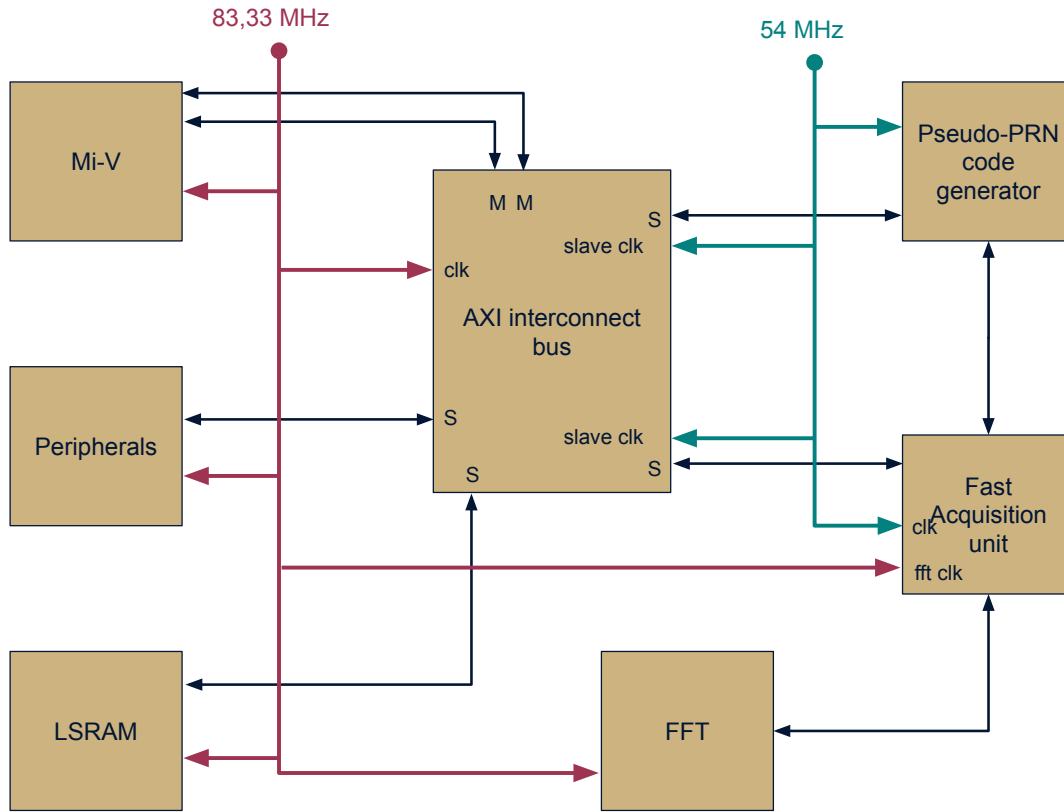 83,33 MHz
54 MHz
Mi-V
Pseudo-PRN
code
generator
M M
S
slave clk
clk
AXI interconnect
bus
Peripherals
S
slave clk
S
S
Fast
Acquisition
unit
clk
fft clk
LSRAM
FFT